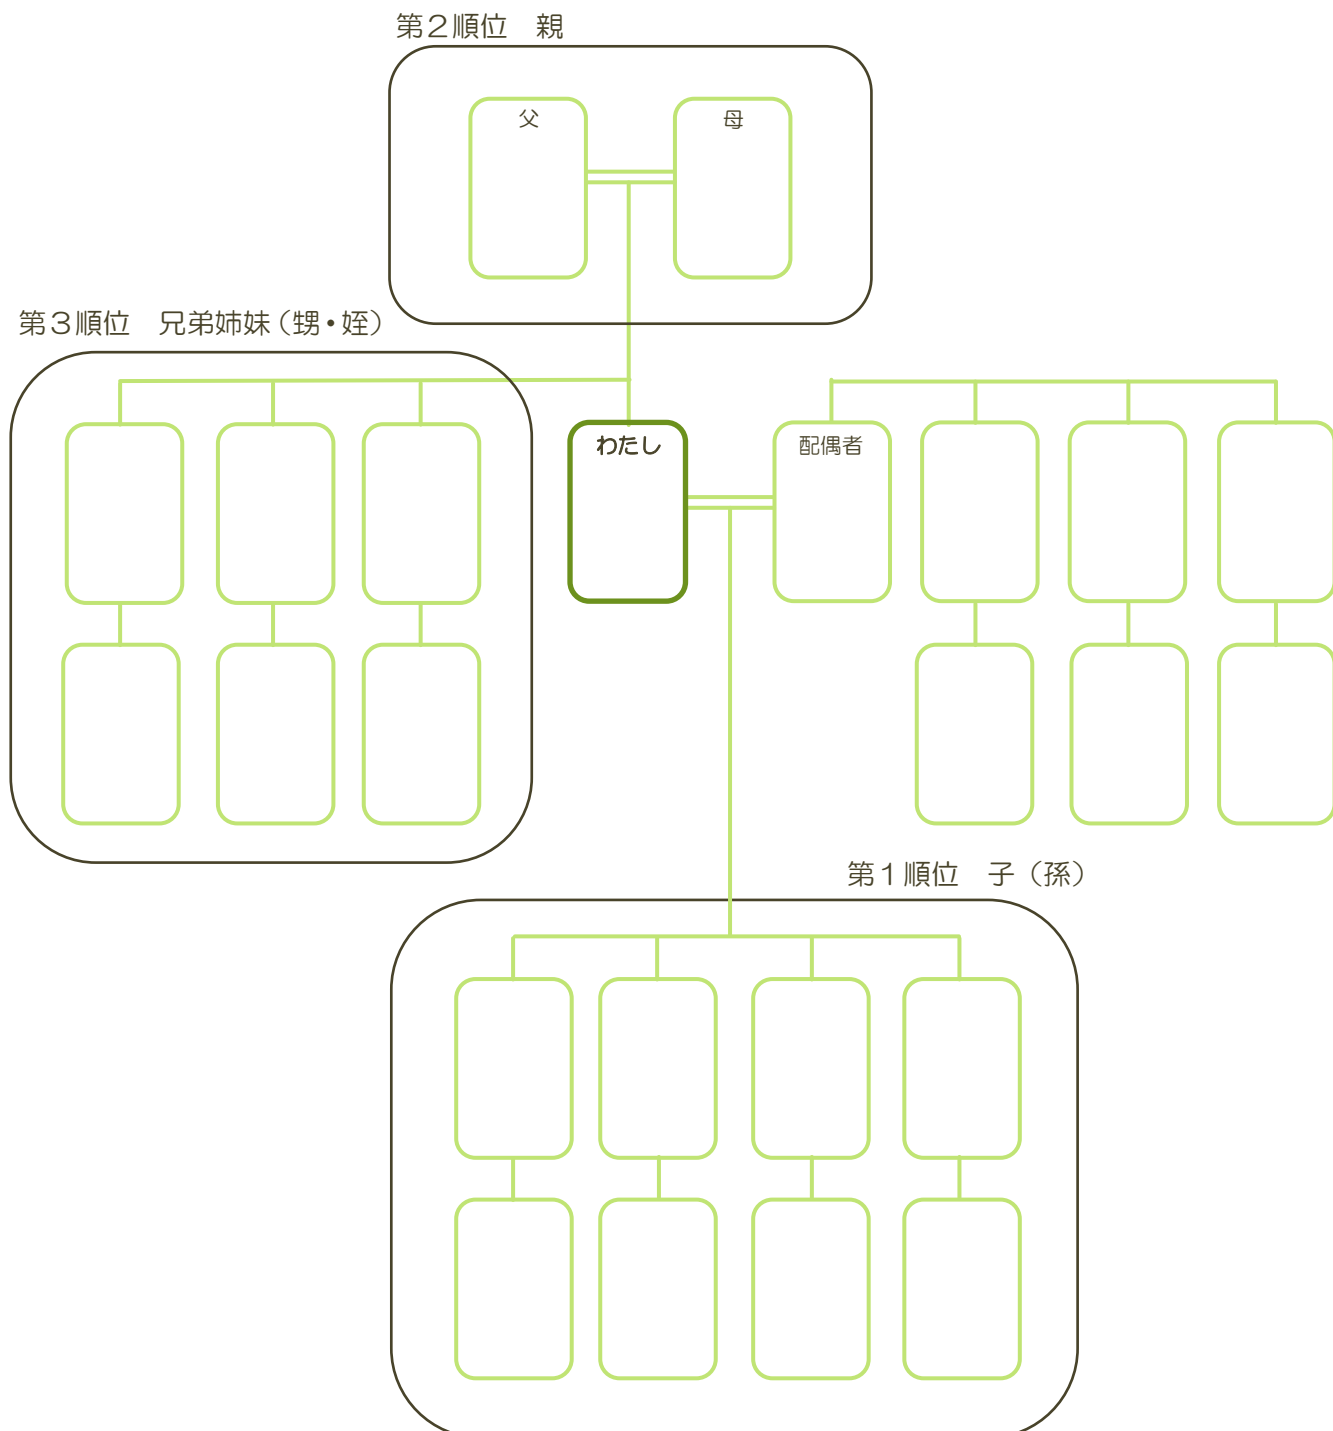 第２順位　親
父
母
第３順位　兄弟姉妹（甥・姪）
わたし
配偶者
第１順位　子（孫）